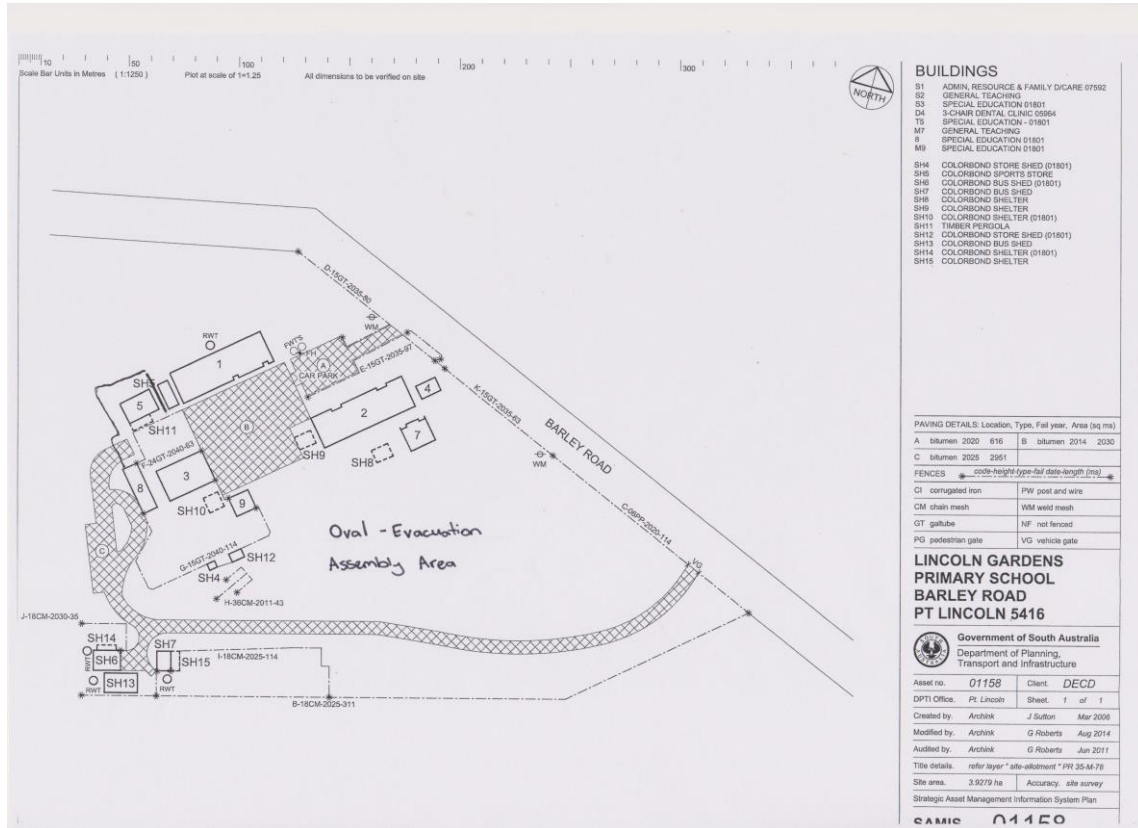 10 50 100 200 300
Scale Bar Units in Metres ( 1:1250 ) Plot at scale of 1=1.25 All dimensions to be verified on site
NORTH
BUILDINGS
S1 ADMIN, RESOURCE & FAMILY D/CARE 07592
S2 GENERAL TEACHING
S3 SPECIAL EDUCATION 01801
D4 3-CHAIR DENTAL CLINIC 05964
T5 SPECIAL EDUCATION - 01801
M7 GENERAL TEACHING
8 SPECIAL EDUCATION 01801
M9 SPECIAL EDUCATION 01801
SH4 COLORBOND STORE SHED (01801)
SH5 COLORBOND SPORTS STORE
SH6 COLORBOND BUS SHED (01801)
SH7 COLORBOND BUS SHED
SH8 COLORBOND SHELTER
SH9 COLORBOND SHELTER
SH10 COLORBOND SHELTER (01801)
SH11 TIMBER PERGOLA
SH12 COLORBOND STORE SHED (01801)
SH13 COLORBOND BUS SHED
SH14 COLORBOND SHELTER (01801)
SH15 COLORBOND SHELTER
D-15GT-2035-80
WM
RWT
FWT'S
FH
A
CAR PARK
E-15GT-2035-97
1
SH5
5
SH11
B
2
4
7
K-15GT-2035-63
BARLEY ROAD
WM
F-24GT-2040-63
SH9
SH8
3
8
SH10
9
C
Oval - Evacuation
Assembly Area
C-06PP-2020-114
G-15GT-2040-114
SH12
SH4
VG
H-36CM-2011-43
J-18CM-2030-35
SH14
SH7
RWT
SH6
SH15
I-18CM-2025-114
RWT
SH13
RWT
B-18CM-2025-311
PAVING DETAILS: Location, Type, Fail year, Area (sq ms)
A bitumen 2020 616 B bitumen 2014 2030
C bitumen 2025 2951
FENCES code-height-type-fail date-length (ms)
CI corrugated iron PW post and wire
CM chain mesh WM weld mesh
GT galtube NF not fenced
PG pedestrian gate VG vehicle gate
LINCOLN GARDENS
PRIMARY SCHOOL
BARLEY ROAD
PT LINCOLN 5416
Government of South Australia
Department of Planning,
Transport and Infrastructure
Asset no. 01158 Client. DECD
DPTI Office. Pt. Lincoln Sheet. 1 of 1
Created by. Archink J Sutton Mar 2006
Modified by. Archink G Roberts Aug 2014
Audited by. Archink G Roberts Jun 2011
Title details. refer layer " site-allotment " PR 35-M-76
Site area. 3.9279 ha Accuracy. site survey
Strategic Asset Management Information System Plan
SAMIS 01158